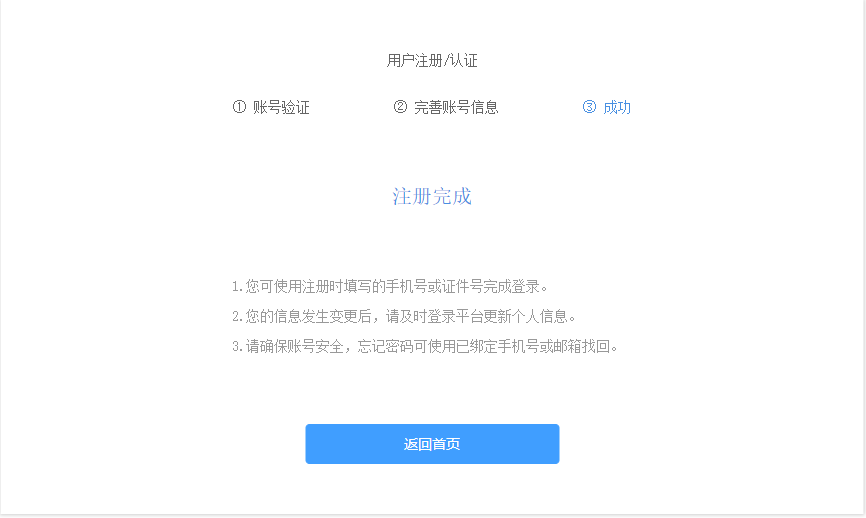 用户注册/认证
① 账号验证 ② 完善账号信息 ③ 成功
注册完成
1.您可使用注册时填写的手机号或证件号完成登录。
2.您的信息发生变更后，请及时登录平台更新个人信息。
3.请确保账号安全，忘记密码可使用已绑定手机号或邮箱找回。
返回首页